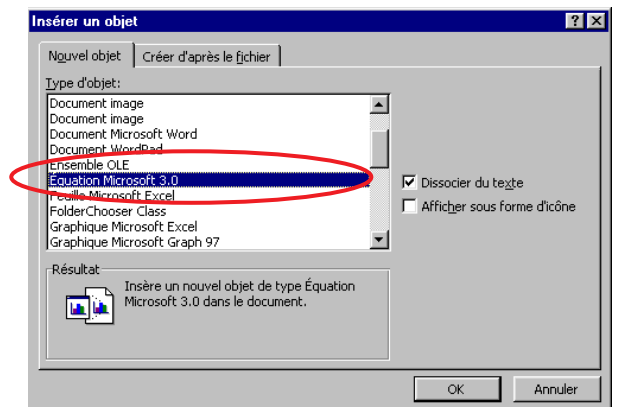 Insérer un objet
Nouvel objet
Créer d'après le fichier
Type d'objet:
Document image
Document image
Document Microsoft Word
Document WordPad
Ensemble OLE
Équation Microsoft 3.0
Feuille Microsoft Excel
FolderChooser Class
Graphique Microsoft Excel
Graphique Microsoft Graph 97
Dissocier du texte
Afficher sous forme d'icône
Résultat
Insère un nouvel objet de type Équation
Microsoft 3.0 dans le document.
OK
Annuler